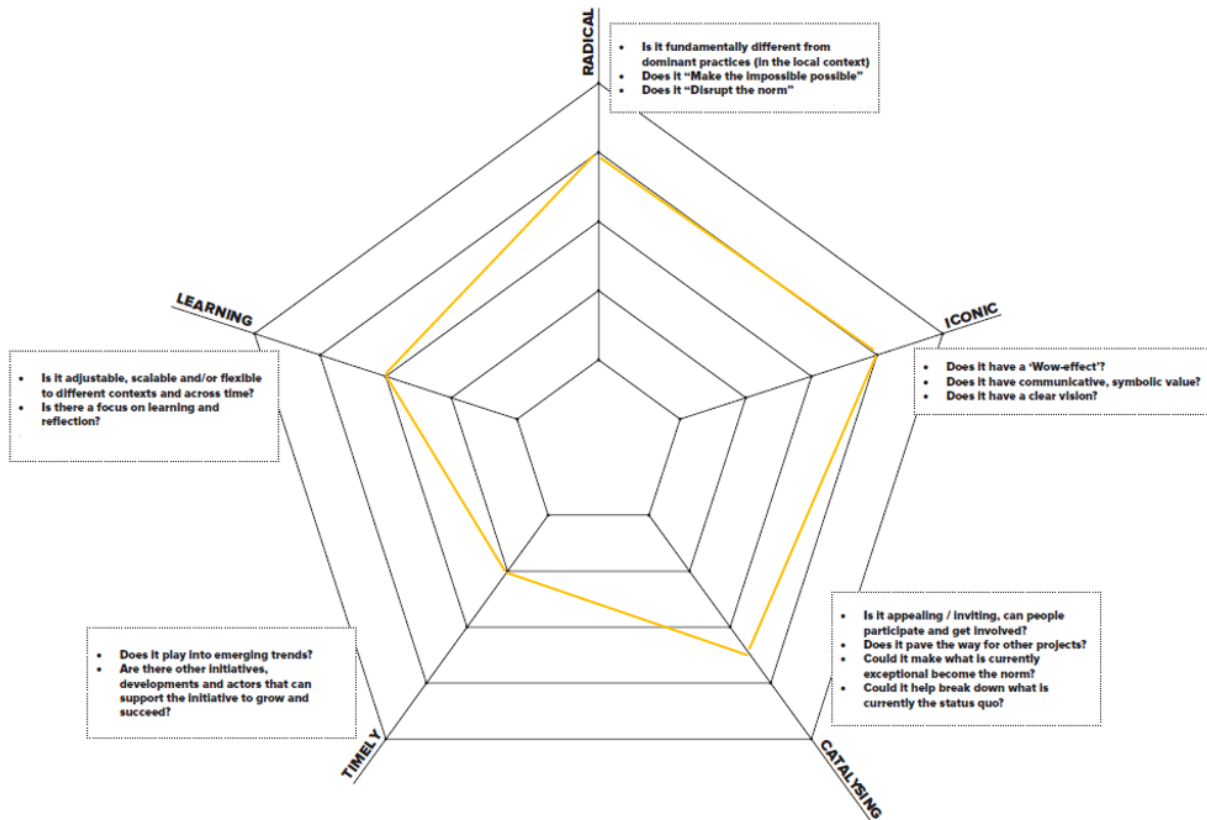 RADICAL
• Is it fundamentally different from
dominant practices (in the local context)
• Does it “Make the impossible possible”
• Does it “Disrupt the norm”
LEARNING
ICONIC
• Is it adjustable, scalable and/or flexible
to different contexts and across time?
• Is there a focus on learning and
reflection?
• Does it have a ‘Wow-effect’?
• Does it have communicative, symbolic value?
• Does it have a clear vision?
• Does it play into emerging trends?
• Are there other initiatives,
developments and actors that can
support the initiative to grow and
succeed?
• Is it appealing / inviting, can people
participate and get involved?
• Does it pave the way for other projects?
• Could it make what is currently
exceptional become the norm?
• Could it help break down what is
currently the status quo?
TIMELY
CATALYSING